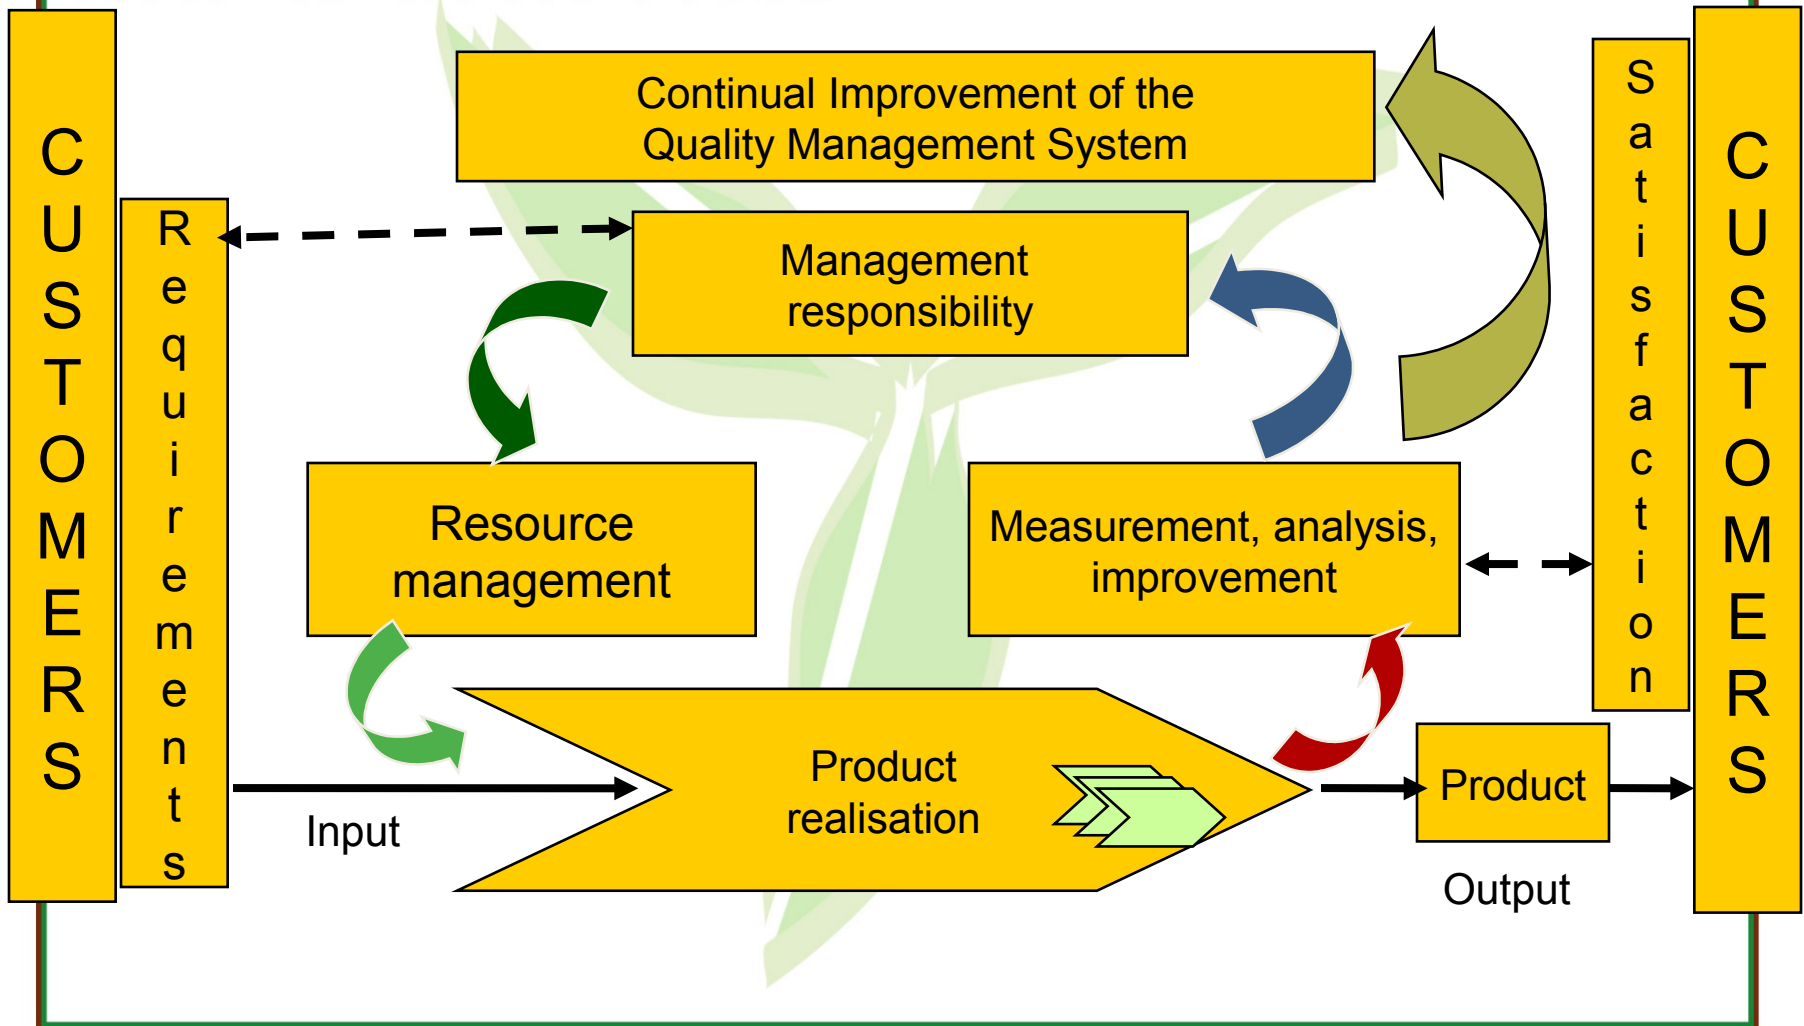 CUSTOMERS
Requirements
Continual Improvement of the
Quality Management System
Management
responsibility
Resource
management
Measurement, analysis,
improvement
Input
Product
realisation
Product
Output
Satisfaction
CUSTOMERS